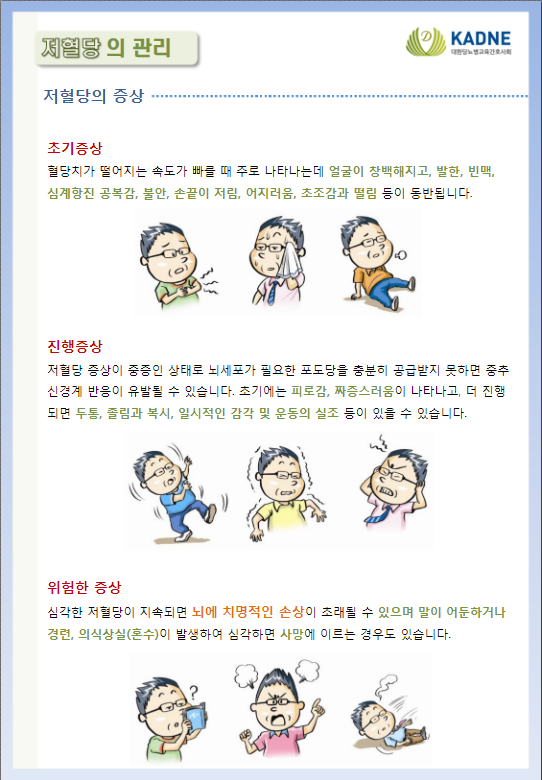 저혈당의 관리
KADNE
대한당뇨병교육간호사회
저혈당의 증상
초기증상
혈당치가 떨어지는 속도가 빠를 때 주로 나타나는데 얼굴이 창백해지고, 발한, 빈맥,
심계항진 공복감, 불안, 손끝이 저림, 어지러움, 초조감과 떨림 등이 동반됩니다.
진행증상
저혈당 증상이 중증인 상태로 뇌세포가 필요한 포도당을 충분히 공급받지 못하면 중추
신경계 반응이 유발될 수 있습니다. 초기에는 피로감, 짜증스러움이 나타나고, 더 진행
되면 두통, 졸림과 복시, 일시적인 감각 및 운동의 실조 등이 있을 수 있습니다.
위험한 증상
심각한 저혈당이 지속되면 뇌에 치명적인 손상이 초래될 수 있으며 말이 어둔하거나
경련, 의식상실(혼수)이 발생하여 심각하면 사망에 이르는 경우도 있습니다.
?